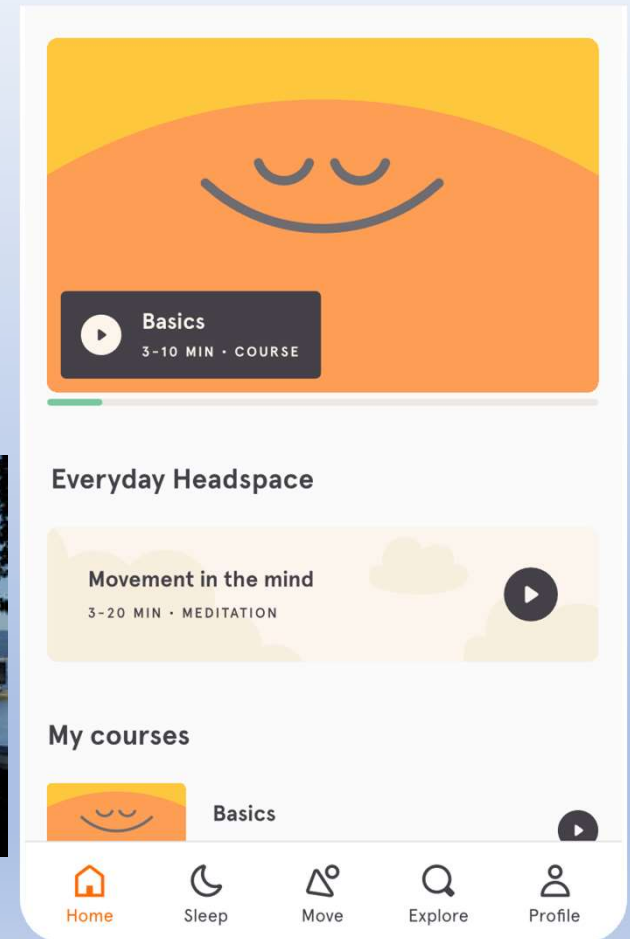 Basics
3-10 MIN • COURSE
Everyday Headspace
Movement in the mind
3-20 MIN • MEDITATION
My courses
Basics
Home Sleep Move Explore Profile